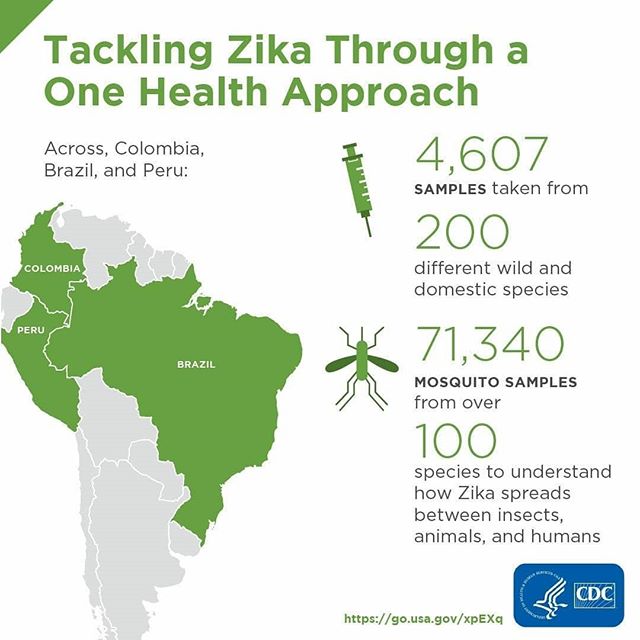 Tackling Zika Through a
One Health Approach
Across, Colombia,
Brazil, and Peru:
4,607
SAMPLES taken from
200
different wild and
domestic species
COLOMBIA
PERU
BRAZIL
71,340
MOSQUITO SAMPLES
from over
100
species to understand
how Zika spreads
between insects,
animals, and humans
CDC
https://go.usa.gov/xpEXq